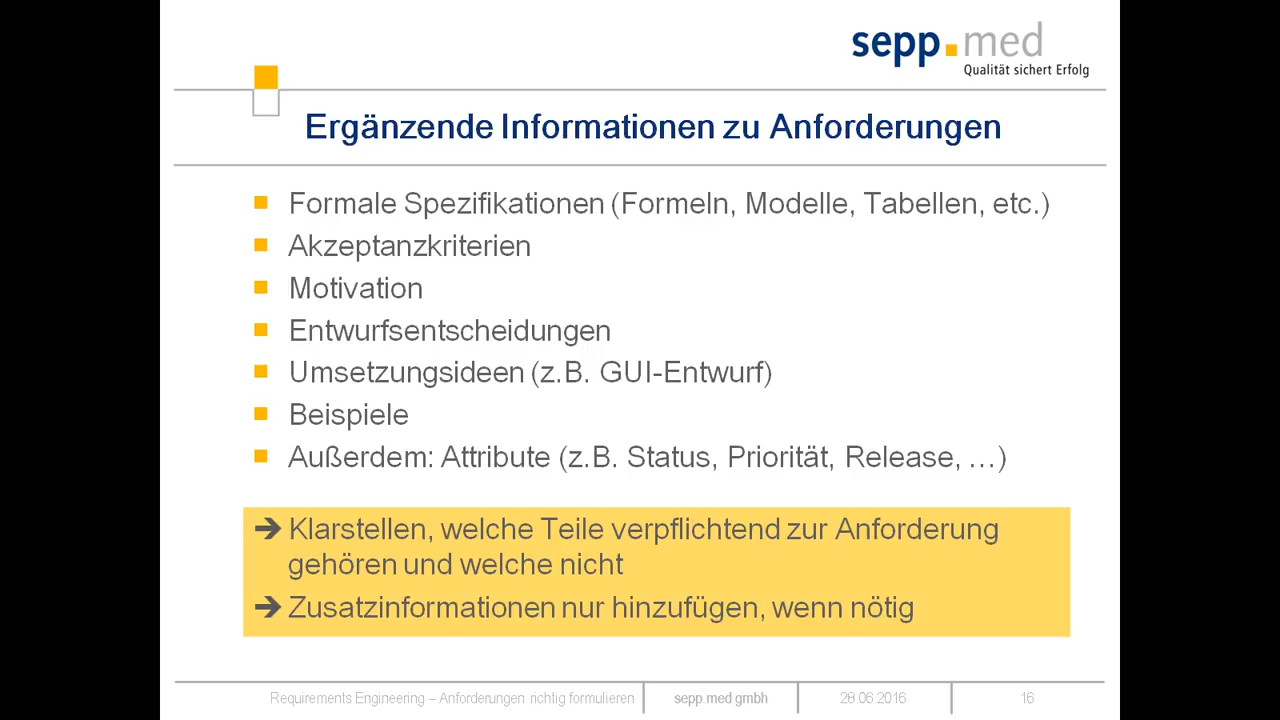 sepp.med
Qualität sichert Erfolg
Ergänzende Informationen zu Anforderungen
Formale Spezifikationen (Formeln, Modelle, Tabellen, etc.)
Akzeptanzkriterien
Motivation
Entwurfsentscheidungen
Umsetzungsideen (z.B. GUI-Entwurf)
Beispiele
Außerdem: Attribute (z.B. Status, Priorität, Release, …)
➔ Klarstellen, welche Teile verpflichtend zur Anforderung
gehören und welche nicht
➔ Zusatzinformationen nur hinzufügen, wenn nötig
Requirements Engineering – Anforderungen richtig formulieren sepp.med gmbh 28.06.2016 16